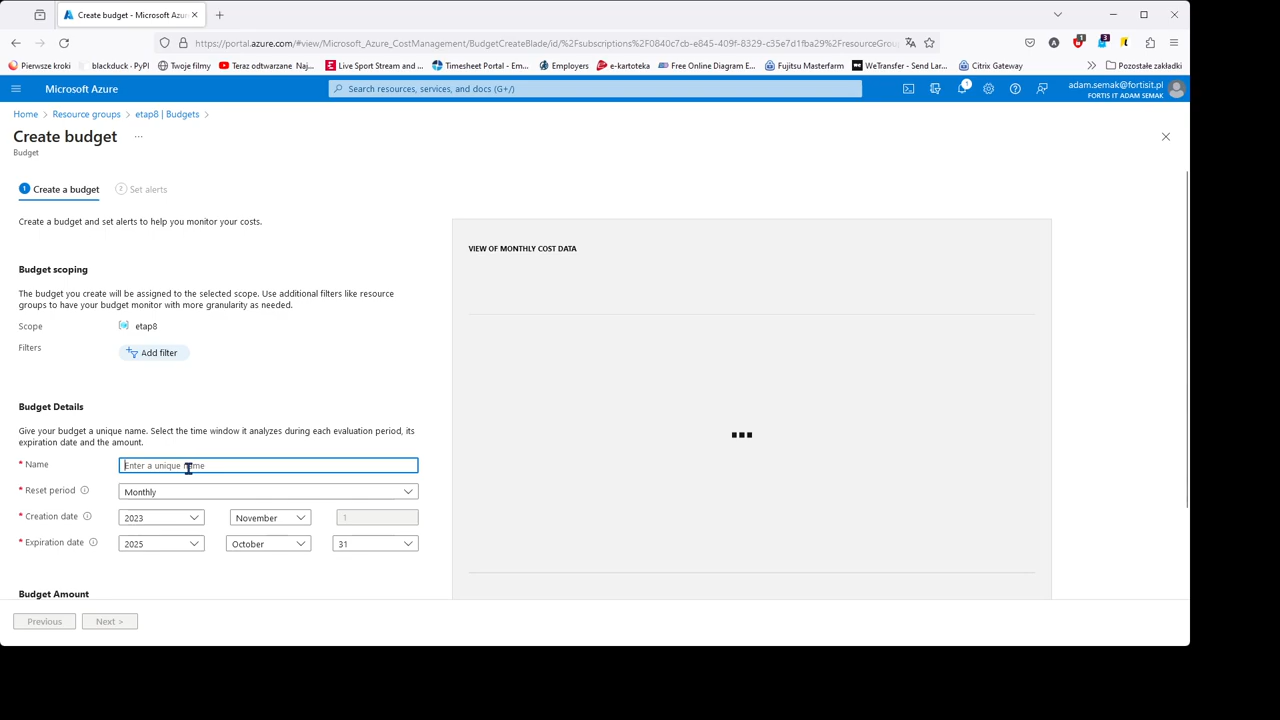 Create budget - Microsoft Azur
https://portal.azure.com/#view/Microsoft_Azure_CostManagement/BudgetCreateBlade/id/%2Fsubscriptions%2F0840c7cb-e845-409f-8329-c35e7d1fba29%2FresourceGrou
Pierwsze kroki blackduck · PyPI Twoje filmy Teraz odtwarzane Naj... Live Sport Stream and ... Timesheet Portal - Em... Employers e-kartoteka Free Online Diagram E... Fujitsu Masterfarm WeTransfer - Send Lar... Citrix Gateway Pozostałe zakładki
Microsoft Azure Search resources, services, and docs (G+/) 1 adam.semak@fortisit.pl
FORTIS IT ADAM SEMAK
Home > Resource groups > etap8 | Budgets >
Create budget ...
Budget
1 Create a budget 2 Set alerts
Create a budget and set alerts to help you monitor your costs.
VIEW OF MONTHLY COST DATA
Budget scoping
The budget you create will be assigned to the selected scope. Use additional filters like resource
groups to have your budget monitor with more granularity as needed.
Scope etap8
Filters Add filter
Budget Details
Give your budget a unique name. Select the time window it analyzes during each evaluation period, its
expiration date and the amount.
* Name Enter a unique name
* Reset period Monthly
* Creation date 2023 November 1
* Expiration date 2025 October 31
Budget Amount
Previous Next >